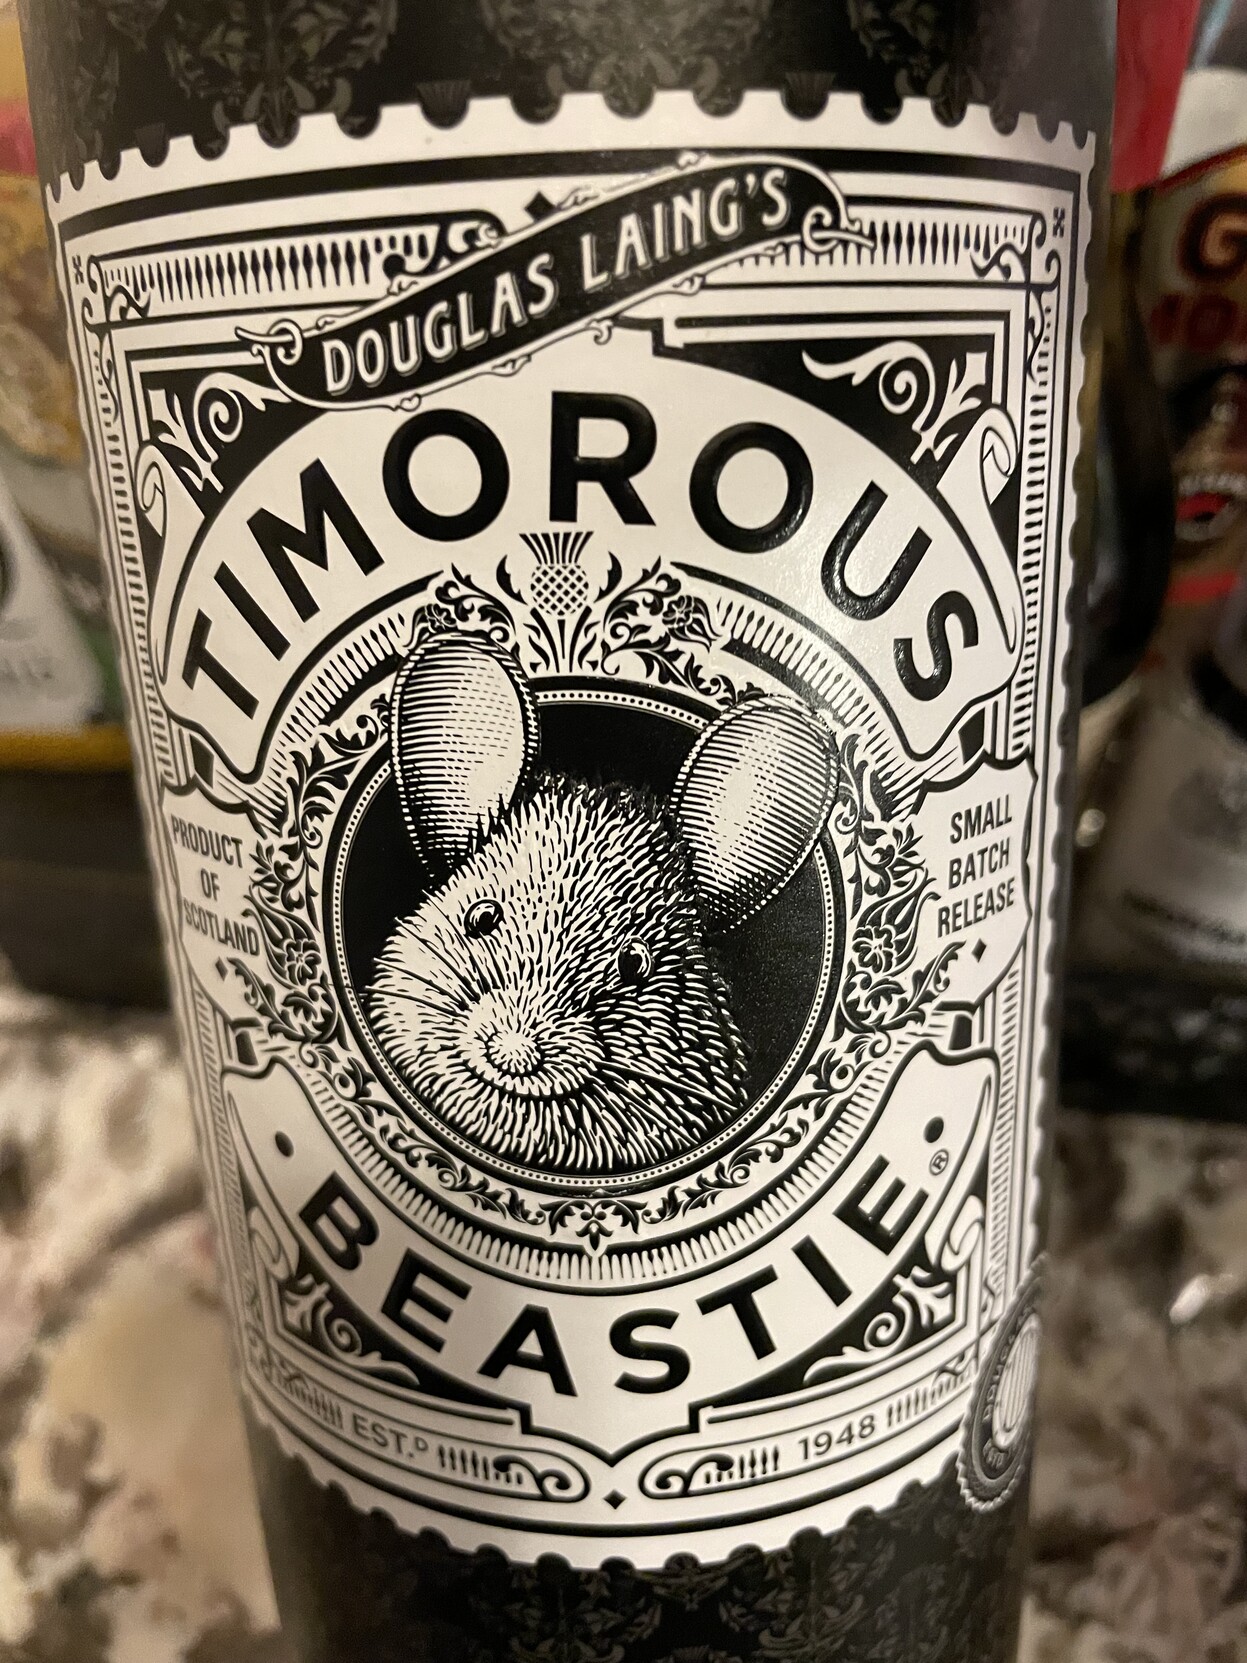 DOUGLAS LAING'S
TIMOROUS
PRODUCT
OF
SCOTLAND
SMALL
BATCH
RELEASE
BEASTIE®
EST.D 1948